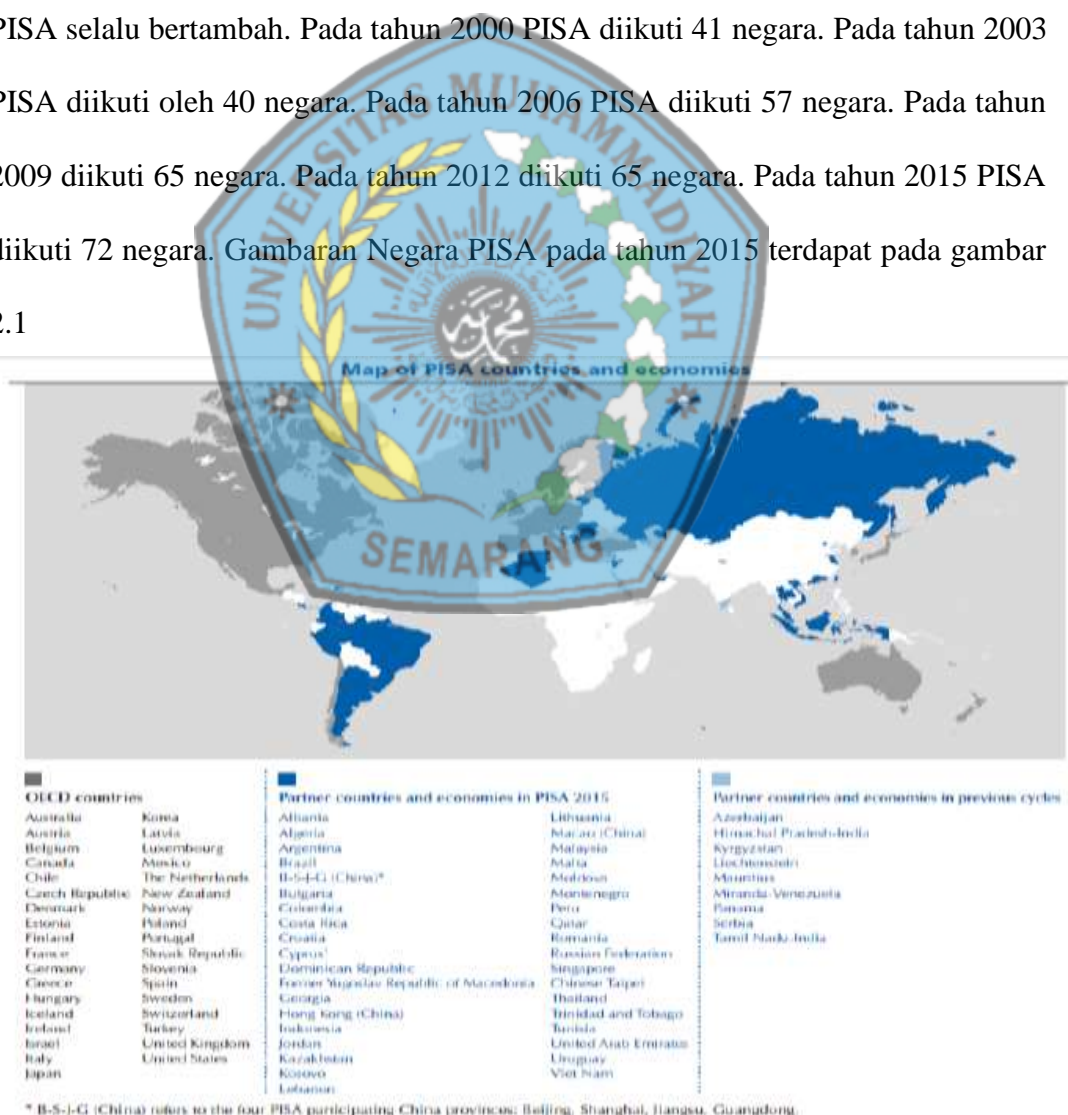 PISA selalu bertambah. Pada tahun 2000 PISA diikuti 41 negara. Pada tahun 2003
PISA diikuti oleh 40 negara. Pada tahun 2006 PISA diikuti 57 negara. Pada tahun
2009 diikuti 65 negara. Pada tahun 2012 diikuti 65 negara. Pada tahun 2015 PISA
diikuti 72 negara. Gambaran Negara PISA pada tahun 2015 terdapat pada gambar
2.1
UNIVERSITAS MUHAMMADIYAH
SEMARANG
Map of PISA countries and economies
OECD countries
Australia
Austria
Belgium
Canada
Chile
Czech Republic
Denmark
Estonia
Finland
France
Germany
Greece
Hungary
Iceland
Ireland
Israel
Italy
Japan
Korea
Latvia
Luxembourg
Mexico
The Netherlands
New Zealand
Norway
Poland
Portugal
Slovak Republic
Slovenia
Spain
Sweden
Switzerland
Turkey
United Kingdom
United States
Partner countries and economies in PISA 2015
Albania
Algeria
Argentina
Brazil
B-S-J-G (China)*
Bulgaria
Colombia
Costa Rica
Croatia
Cyprus
Dominican Republic
Former Yugoslav Republic of Macedonia
Georgia
Hong Kong (China)
Indonesia
Jordan
Kazakhstan
Kosovo
Lebanon
Lithuania
Macao (China)
Malaysia
Malta
Moldova
Montenegro
Peru
Qatar
Romania
Russian Federation
Singapore
Chinese Taipei
Thailand
Trinidad and Tobago
Tunisia
United Arab Emirates
Uruguay
Viet Nam
Partner countries and economies in previous cycles
Azerbaijan
Himachal Pradesh-India
Kyrgyzstan
Liechtenstein
Mauritius
Miranda-Venezuela
Panama
Serbia
Tamil Nadu-India
* B-S-J-G (China) refers to the four PISA participating China provinces: Beijing, Shanghai, Jiangsu, Guangdong.